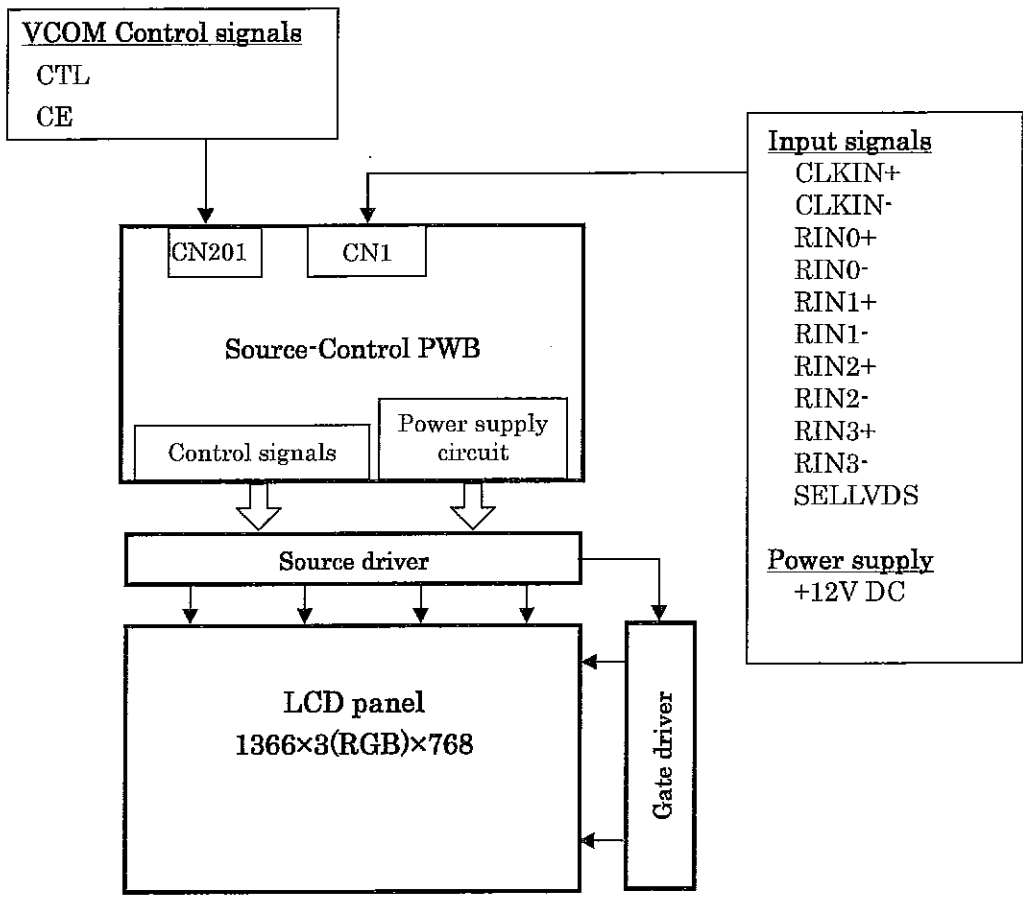 VCOM Control signals
CTL
CE
Input signals
CLKIN+
CLKIN-
RIN0+
RIN0-
RIN1+
RIN1-
RIN2+
RIN2-
RIN3+
RIN3-
SELLVDS
Power supply
+12V DC
CN201
CN1
Source-Control PWB
Control signals
Power supply
circuit
Source driver
LCD panel
1366×3(RGB)×768
Gate driver